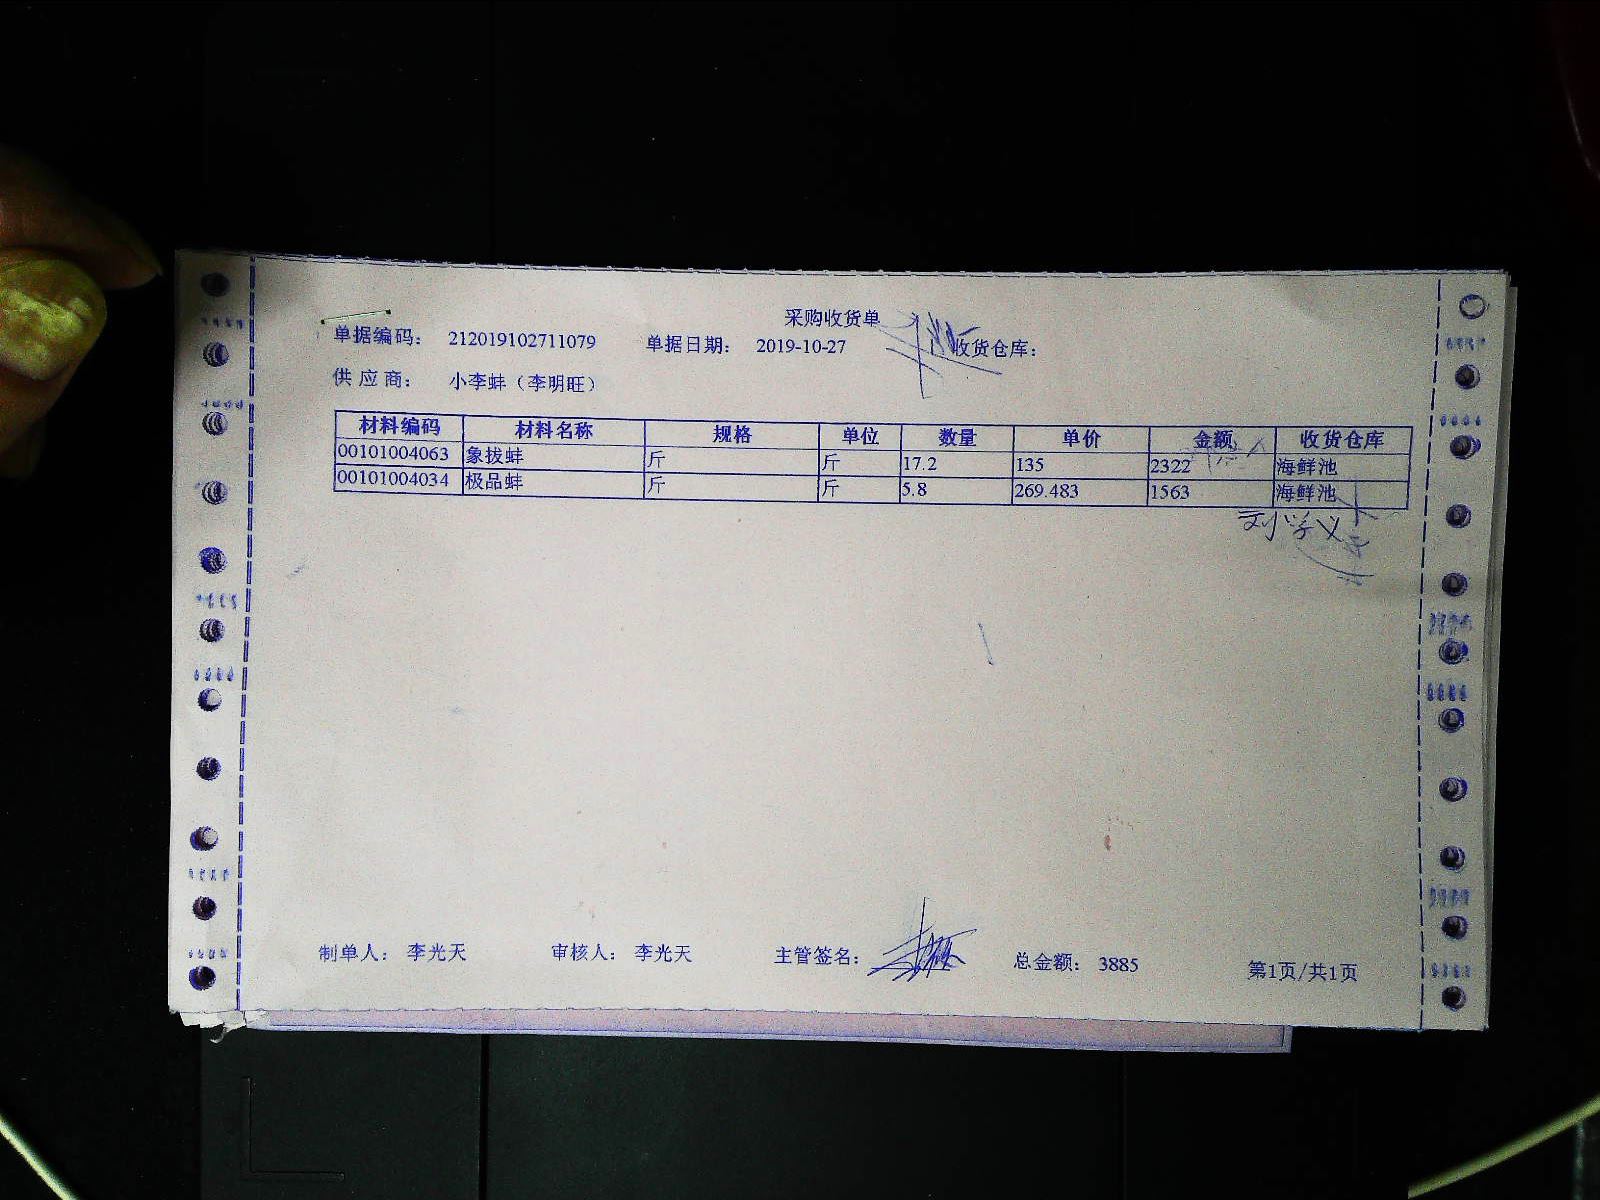 采购收货单
单据编码： 212019102711079 单据日期： 2019-10-27 收货仓库：
供 应 商： 小李蚌（李明旺）
材料编码 材料名称 规格 单位 数量 单价 金额 收货仓库
00101004063 象拔蚌 斤 斤 17.2 135 2322 海鲜池
00101004034 极品蚌 斤 斤 5.8 269.483 1563 海鲜池
刘学义
制单人： 李光天 审核人： 李光天 主管签名： 总金额： 3885 第1页/共1页